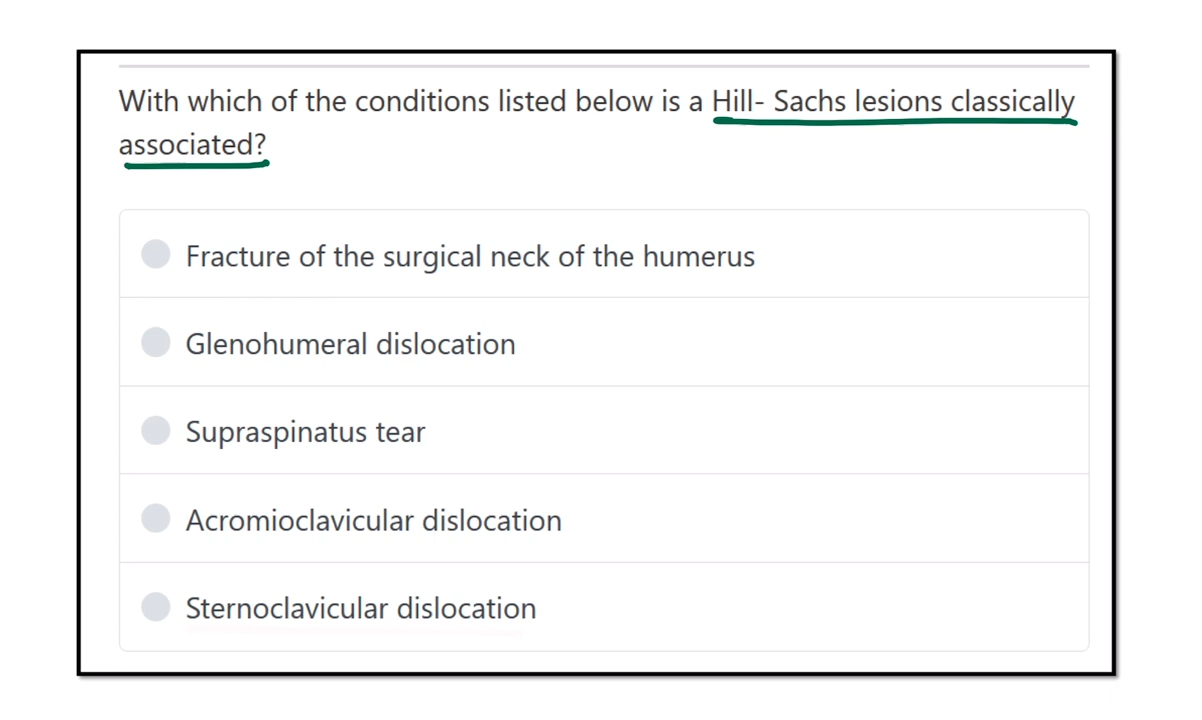 With which of the conditions listed below is a Hill- Sachs lesions classically
associated?
Fracture of the surgical neck of the humerus
Glenohumeral dislocation
Supraspinatus tear
Acromioclavicular dislocation
Sternoclavicular dislocation